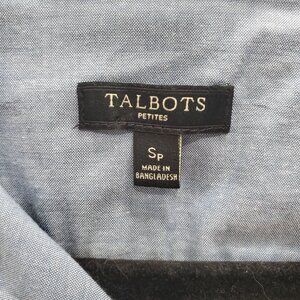 TALBOTS
PETITES
SP
MADE IN
BANGLADESH